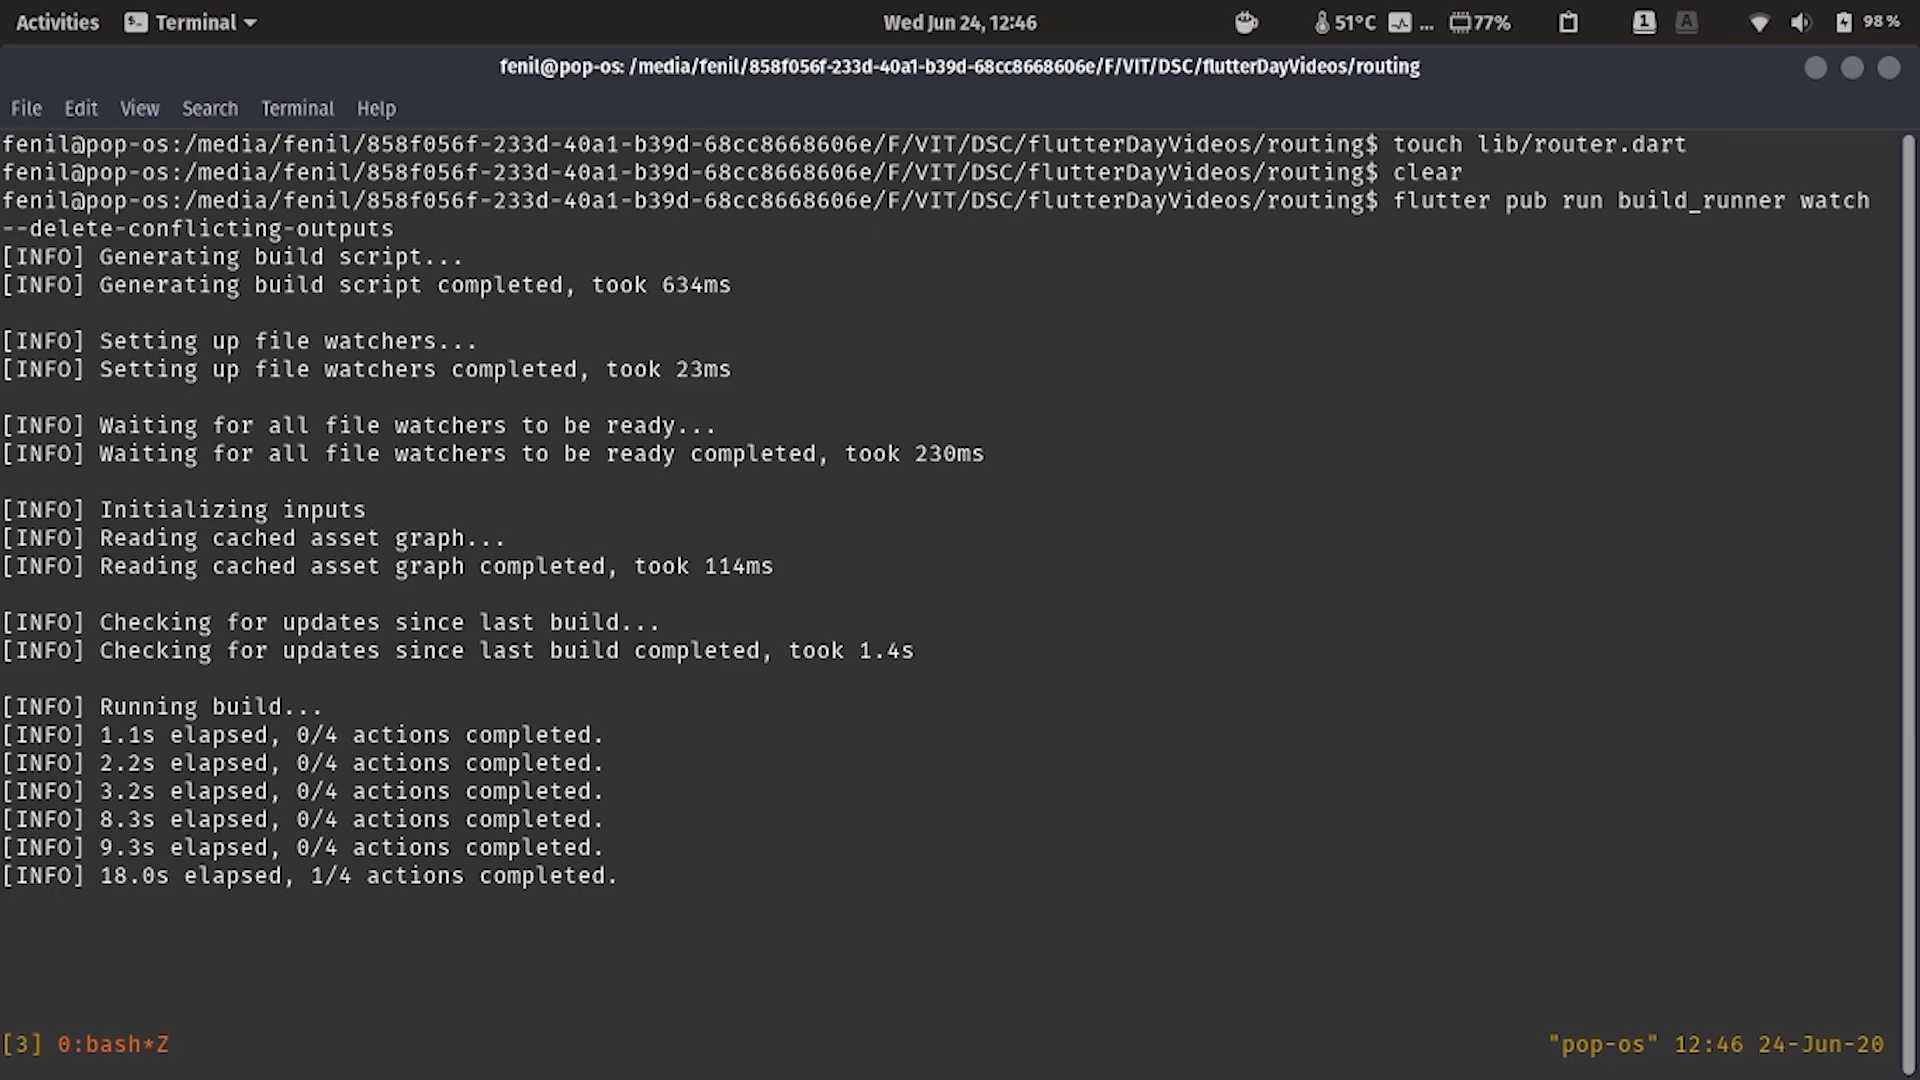 Activities Terminal Wed Jun 24, 12:46 51°C ... 77% 1 A 98 %
fenil@pop-os: /media/fenil/858f056f-233d-40a1-b39d-68cc8668606e/F/VIT/DSC/flutterDayVideos/routing
File Edit View Search Terminal Help
fenil@pop-os:/media/fenil/858f056f-233d-40a1-b39d-68cc8668606e/F/VIT/DSC/flutterDayVideos/routing$ touch lib/router.dart
fenil@pop-os:/media/fenil/858f056f-233d-40a1-b39d-68cc8668606e/F/VIT/DSC/flutterDayVideos/routing$ clear
fenil@pop-os:/media/fenil/858f056f-233d-40a1-b39d-68cc8668606e/F/VIT/DSC/flutterDayVideos/routing$ flutter pub run build_runner watch
--delete-conflicting-outputs
[INFO] Generating build script...
[INFO] Generating build script completed, took 634ms
[INFO] Setting up file watchers...
[INFO] Setting up file watchers completed, took 23ms
[INFO] Waiting for all file watchers to be ready...
[INFO] Waiting for all file watchers to be ready completed, took 230ms
[INFO] Initializing inputs
[INFO] Reading cached asset graph...
[INFO] Reading cached asset graph completed, took 114ms
[INFO] Checking for updates since last build...
[INFO] Checking for updates since last build completed, took 1.4s
[INFO] Running build...
[INFO] 1.1s elapsed, 0/4 actions completed.
[INFO] 2.2s elapsed, 0/4 actions completed.
[INFO] 3.2s elapsed, 0/4 actions completed.
[INFO] 8.3s elapsed, 0/4 actions completed.
[INFO] 9.3s elapsed, 0/4 actions completed.
[INFO] 18.0s elapsed, 1/4 actions completed.
[3] 0:bash*Z "pop-os" 12:46 24-Jun-20